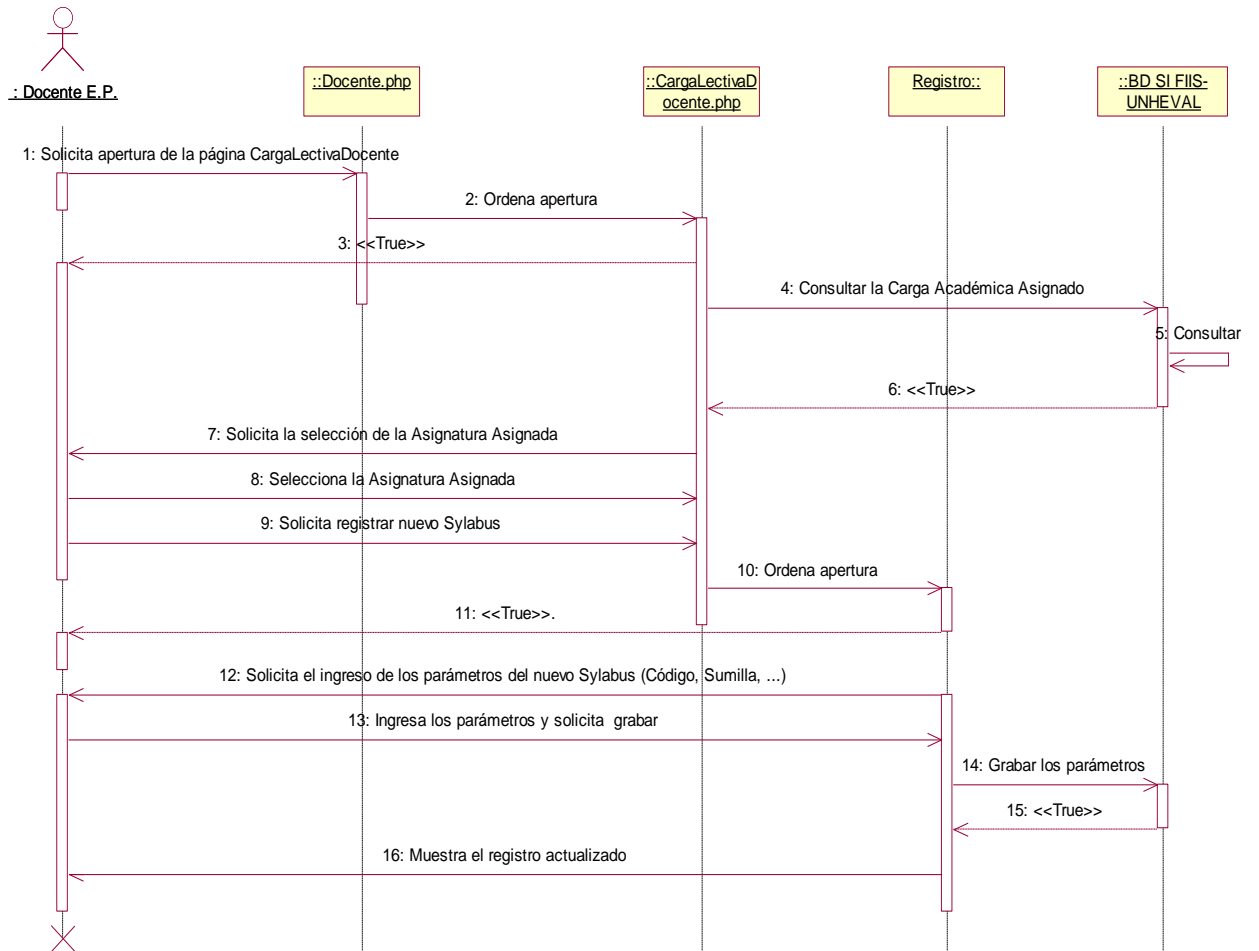 : Docente E.P.
::Docente.php
::CargaLectivaD
ocente.php
Registro::
::BD SI FIIS-
UNHEVAL
1: Solicita apertura de la página CargaLectivaDocente
2: Ordena apertura
3: <<True>>
4: Consultar la Carga Académica Asignado
5: Consultar
6: <<True>>
7: Solicita la selección de la Asignatura Asignada
8: Selecciona la Asignatura Asignada
9: Solicita registrar nuevo Sylabus
10: Ordena apertura
11: <<True>>.
12: Solicita el ingreso de los parámetros del nuevo Sylabus (Código, Sumilla, ...)
13: Ingresa los parámetros y solicita grabar
14: Grabar los parámetros
15: <<True>>
16: Muestra el registro actualizado